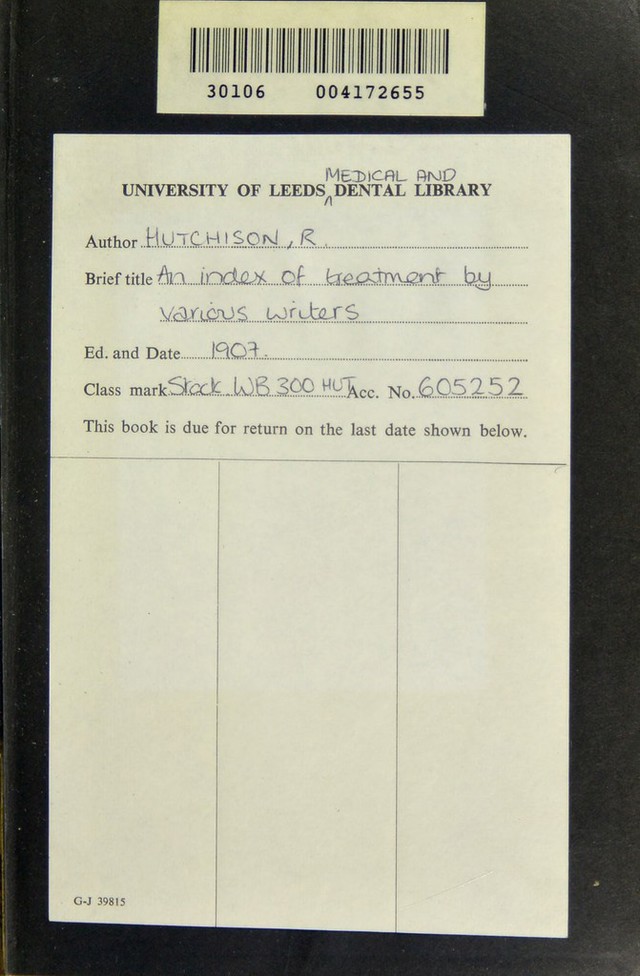 30106 004172655
MEDICAL AND
UNIVERSITY OF LEEDS DENTAL LIBRARY
Author HUTCHISON, R.
Brief title An index of treatment by
various writers
Ed. and Date 1907.
Class mark Stack WB 300 HUT Acc. No. 605252
This book is due for return on the last date shown below.
G-J 39815